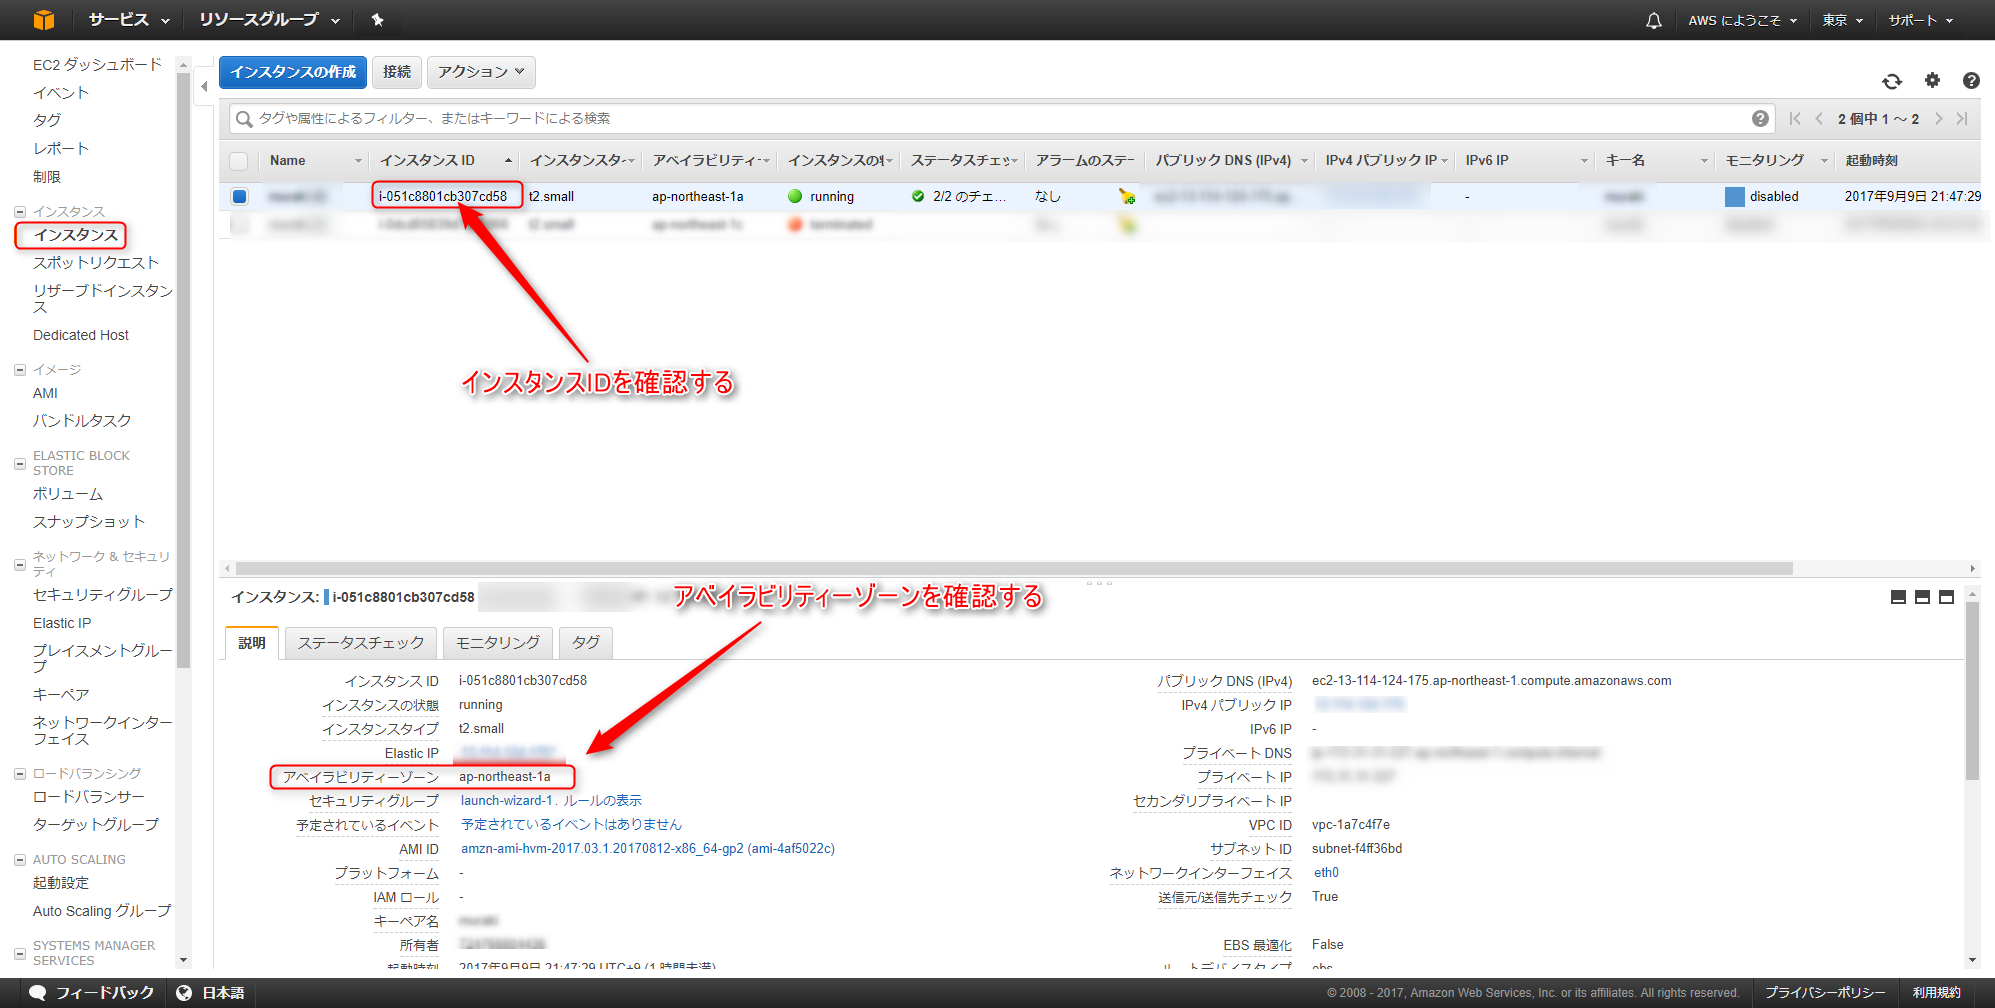 サービス リソースグループ AWS にようこそ 東京 サポート
EC2 ダッシュボード
イベント
タグ
レポート
制限
インスタンス
インスタンス
スポットリクエスト
リザーブドインスタン
ス
Dedicated Host
イメージ
AMI
バンドルタスク
ELASTIC BLOCK
STORE
ボリューム
スナップショット
ネットワーク & セキュリ
ティ
セキュリティグループ
Elastic IP
プレイスメントグルー
プ
キーペア
ネットワークインター
フェイス
ロードバランシング
ロードバランサー
ターゲットグループ
AUTO SCALING
起動設定
Auto Scaling グループ
SYSTEMS MANAGER
SERVICES
インスタンスの作成 接続 アクション
タグや属性によるフィルター、またはキーワードによる検索 2 個中 1 ～ 2
Name インスタンス ID インスタンスタ アベイラビリティー インスタンスの ステータスチェッ アラームのステー パブリック DNS (IPv4) IPv4 パブリック IP IPv6 IP キー名 モニタリング 起動時刻
i-051c8801cb307cd58 t2.small ap-northeast-1a running 2/2 のチェ... なし - disabled 2017年9月9日 21:47:29
インスタンスIDを確認する
インスタンス: i-051c8801cb307cd58
アベイラビリティーゾーンを確認する
説明 ステータスチェック モニタリング タグ
インスタンス ID i-051c8801cb307cd58
インスタンスの状態 running
インスタンスタイプ t2.small
Elastic IP
アベイラビリティーゾーン ap-northeast-1a
セキュリティグループ launch-wizard-1. ルールの表示
予定されているイベント 予定されているイベントはありません
AMI ID amzn-ami-hvm-2017.03.1.20170812-x86_64-gp2 (ami-4af5022c)
プラットフォーム -
IAM ロール -
キーペア名
所有者
起動時刻 2017年9月9日 21:47:29 UTC+9 (1 時間未満)
パブリック DNS (IPv4) ec2-13-114-124-175.ap-northeast-1.compute.amazonaws.com
IPv4 パブリック IP
IPv6 IP -
プライベート DNS
プライベート IP
セカンダリプライベート IP
VPC ID vpc-1a7c4f7e
サブネット ID subnet-f4ff36bd
ネットワークインターフェイス eth0
送信元/送信先チェック True
EBS 最適化 False
ルートデバイスタイプ ebs
フィードバック 日本語 © 2008 - 2017, Amazon Web Services, Inc. or its affiliates. All rights reserved. プライバシーポリシー 利用規約